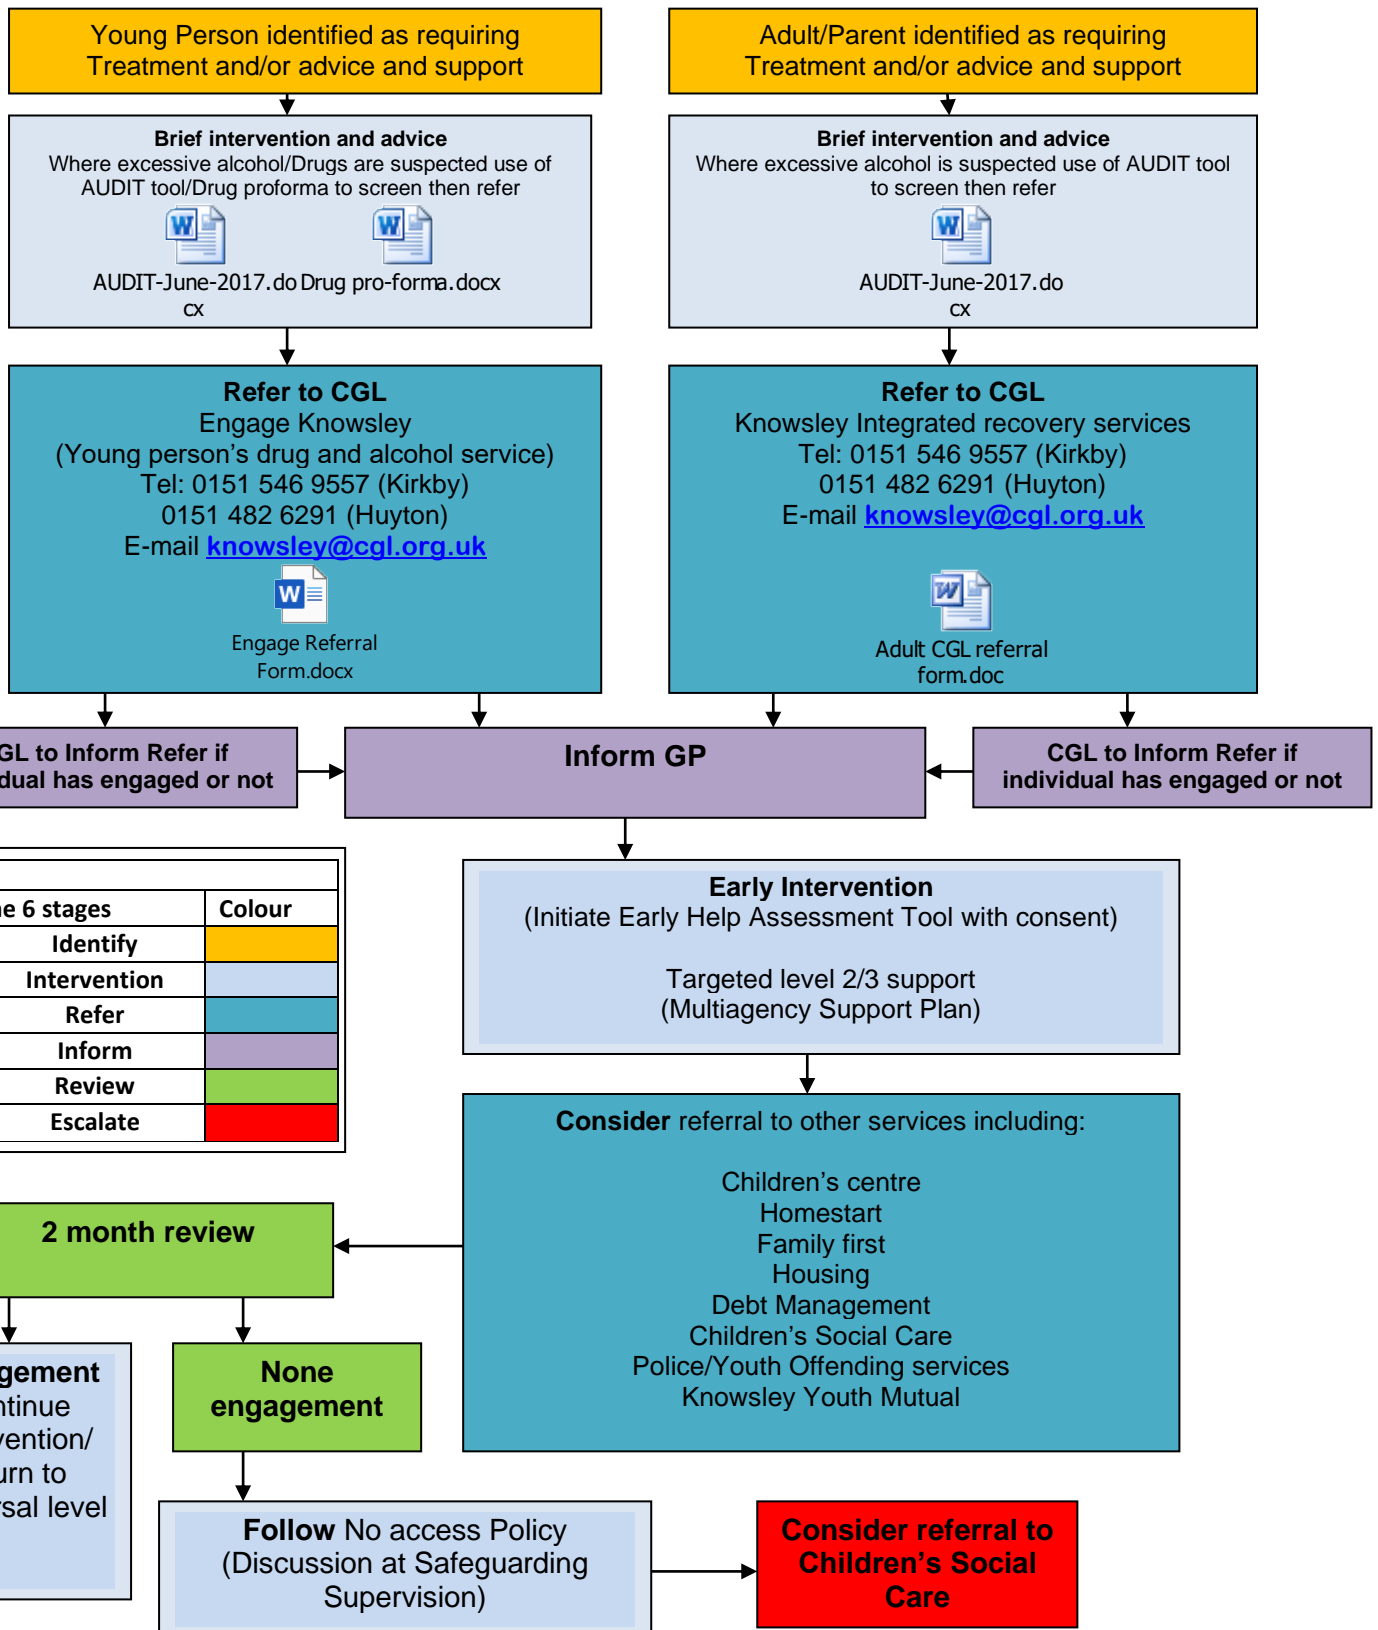 Young Person identified as requiring
Treatment and/or advice and support
Adult/Parent identified as requiring
Treatment and/or advice and support
Brief intervention and advice
Where excessive alcohol/Drugs are suspected use of
AUDIT tool/Drug proforma to screen then refer
AUDIT-June-2017.do
cx
Drug pro-forma.docx
Brief intervention and advice
Where excessive alcohol is suspected use of AUDIT tool
to screen then refer
AUDIT-June-2017.do
cx
Refer to CGL
Engage Knowsley
(Young person's drug and alcohol service)
Tel: 0151 546 9557 (Kirkby)
0151 482 6291 (Huyton)
E-mail knowsley@cgl.org.uk
Engage Referral
Form.docx
Refer to CGL
Knowsley Integrated recovery services
Tel: 0151 546 9557 (Kirkby)
0151 482 6291 (Huyton)
E-mail knowsley@cgl.org.uk
Adult CGL referral
form.doc
GL to Inform Refer if
dual has engaged or not
Inform GP
CGL to Inform Refer if
individual has engaged or not
Early Intervention
(Initiate Early Help Assessment Tool with consent)
Targeted level 2/3 support
(Multiagency Support Plan)
e 6 stages Colour
Identify
Intervention
Refer
Inform
Review
Escalate
Consider referral to other services including:
Children's centre
Homestart
Family first
Housing
Debt Management
Children's Social Care
Police/Youth Offending services
Knowsley Youth Mutual
2 month review
gement
ntinue
vention/
urn to
rsal level
None
engagement
Follow No access Policy
(Discussion at Safeguarding
Supervision)
Consider referral to
Children's Social
Care